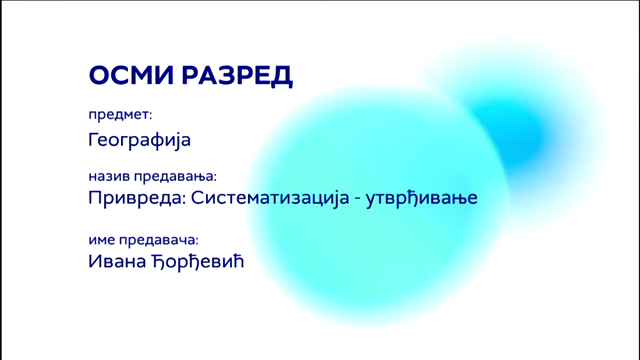 ОСМИ РАЗРЕД
предмет:
Географија
назив предавања:
Привреда: Систематизација - утврђивање
име предавача:
Ивана Ђорђевић